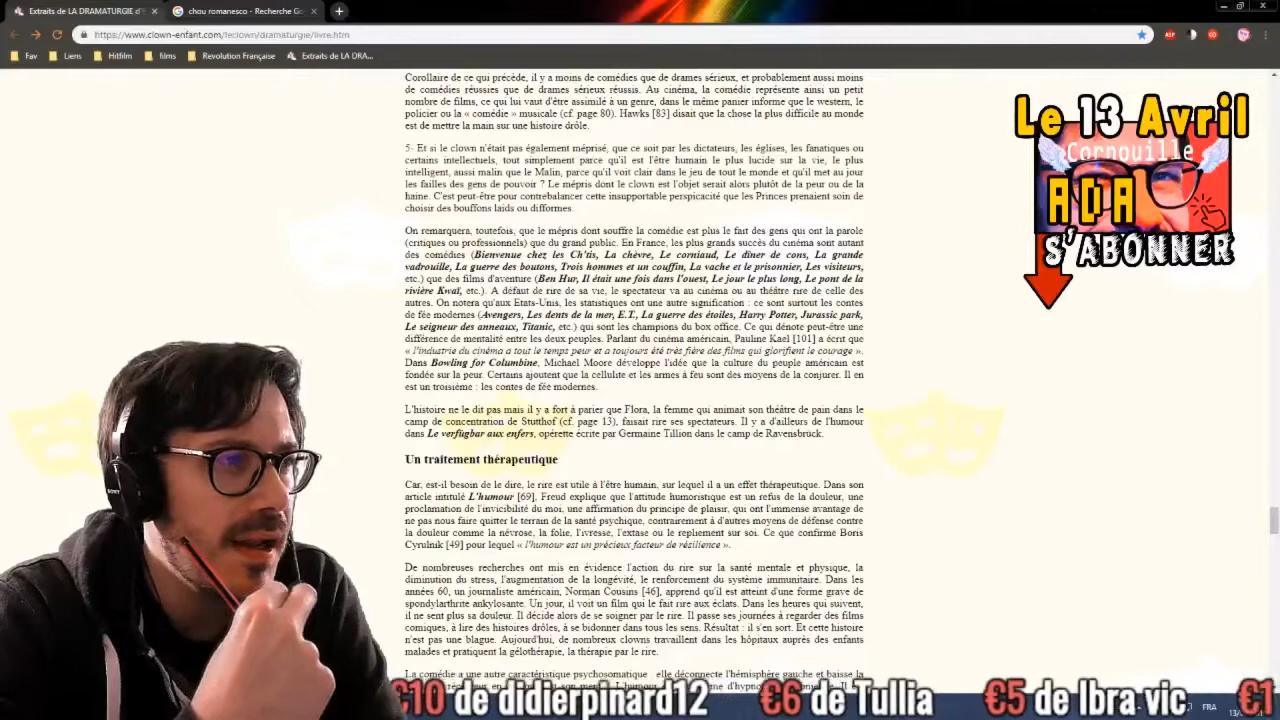 Extraits de LA DRAMATURGIE d'
chou romanesco - Recherche Go
https://www.clown-enfant.com/leclown/dramaturgie/livre.htm
Fav Liens Hitfilm films Revolution Française Extraits de LA DRA...
Corollaire de ce qui précède, il y a moins de comédies que de drames sérieux, et probablement aussi moins
de comédies réussies que de drames sérieux réussis. Au cinéma, la comédie représente ainsi un petit
nombre de films, ce qui lui vaut d'être assimilé à un genre, dans le même panier informe que le western, le
policier ou la « comédie » musicale (cf. page 80). Hawks [83] disait que la chose la plus difficile au monde
est de mettre la main sur une histoire drôle.
5- Et si le clown n'était pas également méprisé, que ce soit par les dictateurs, les églises, les fanatiques ou
certains intellectuels, tout simplement parce qu'il est l'être humain le plus lucide sur la vie, le plus
intelligent, aussi malin que le Malin, parce qu'il voit clair dans le jeu de tout le monde et qu'il met au jour
les failles des gens de pouvoir ? Le mépris dont le clown est l'objet serait alors plutôt de la peur ou de la
haine. C'est peut-être pour contrebalancer cette insupportable perspicacité que les Princes prenaient soin de
choisir des bouffons laids ou difformes.
On remarquera, toutefois, que le mépris dont souffre la comédie est plus le fait des gens qui ont la parole
(critiques ou professionnels) que du grand public. En France, les plus grands succès du cinéma sont autant
des comédies (Bienvenue chez les Ch'tis, La chèvre, Le corniaud, Le dîner de cons, La grande
vadrouille, La guerre des boutons, Trois hommes et un couffin, La vache et le prisonnier, Les visiteurs,
etc.) que des films d'aventure (Ben Hur, Il était une fois dans l'ouest, Le jour le plus long, Le pont de la
rivière Kwaï, etc.). A défaut de rire de sa vie, le spectateur va au cinéma ou au théâtre rire de celle des
autres. On notera qu'aux Etats-Unis, les statistiques ont une autre signification : ce sont surtout les contes
de fée modernes (Avengers, Les dents de la mer, E.T., La guerre des étoiles, Harry Potter, Jurassic park,
Le seigneur des anneaux, Titanic, etc.) qui sont les champions du box office. Ce qui dénote peut-être une
différence de mentalité entre les deux peuples. Parlant du cinéma américain, Pauline Kael [101] a écrit que
« l'industrie du cinéma a tout le temps peur et a toujours été très fière des films qui glorifient le courage ».
Dans Bowling for Columbine, Michael Moore développe l'idée que la culture du peuple américain est
fondée sur la peur. Certains ajoutent que la cellulite et les armes à feu sont des moyens de la conjurer. Il en
est un troisième : les contes de fée modernes.
L'histoire ne le dit pas mais il y a fort à parier que Flora, la femme qui animait son théâtre de pain dans le
camp de concentration de Stutthof (cf. page 13), faisait rire ses spectateurs. Il y a d'ailleurs de l'humour
dans Le verfügbar aux enfers, opérette écrite par Germaine Tillion dans le camp de Ravensbrück.
Un traitement thérapeutique
Car, est-il besoin de le dire, le rire est utile à l'être humain, sur lequel il a un effet thérapeutique. Dans son
article intitulé L'humour [69], Freud explique que l'attitude humoristique est un refus de la douleur, une
proclamation de l'invicibilité du moi, une affirmation du principe de plaisir, qui ont l'immense avantage de
ne pas nous faire quitter le terrain de la santé psychique, contrairement à d'autres moyens de défense contre
la douleur comme la névrose, la folie, l'ivresse, l'extase ou le repliement sur soi. Ce que confirme Boris
Cyrulnik [49] pour lequel « l'humour est un précieux facteur de résilience ».
De nombreuses recherches ont mis en évidence l'action du rire sur la santé mentale et physique, la
diminution du stress, l'augmentation de la longévité, le renforcement du système immunitaire. Dans les
années 60, un journaliste américain, Norman Cousins [46], apprend qu'il est atteint d'une forme grave de
spondylarthrite ankylosante. Un jour, il voit un film qui le fait rire aux éclats. Dans les heures qui suivent,
il ne sent plus sa douleur. Il décide alors de se soigner par le rire. Il passe ses journées à regarder des films
comiques, à lire des histoires drôles, à se bidonner dans tous les sens. Résultat : il s'en sort. Et cette histoire
n'est pas une blague. Aujourd'hui, de nombreux clowns travaillent dans les hôpitaux auprès des enfants
malades et pratiquent la gélothérapie, la thérapie par le rire.
La comédie a une autre caractéristique psychosomatique : elle déconnecte l'hémisphère gauche et baisse la
Le 13 Avril
Cornouille
ADA
S'ABONNER
SONY
€10 de didierpinard12 €6 de Tullia €5 de Ibra vic €1
FRA